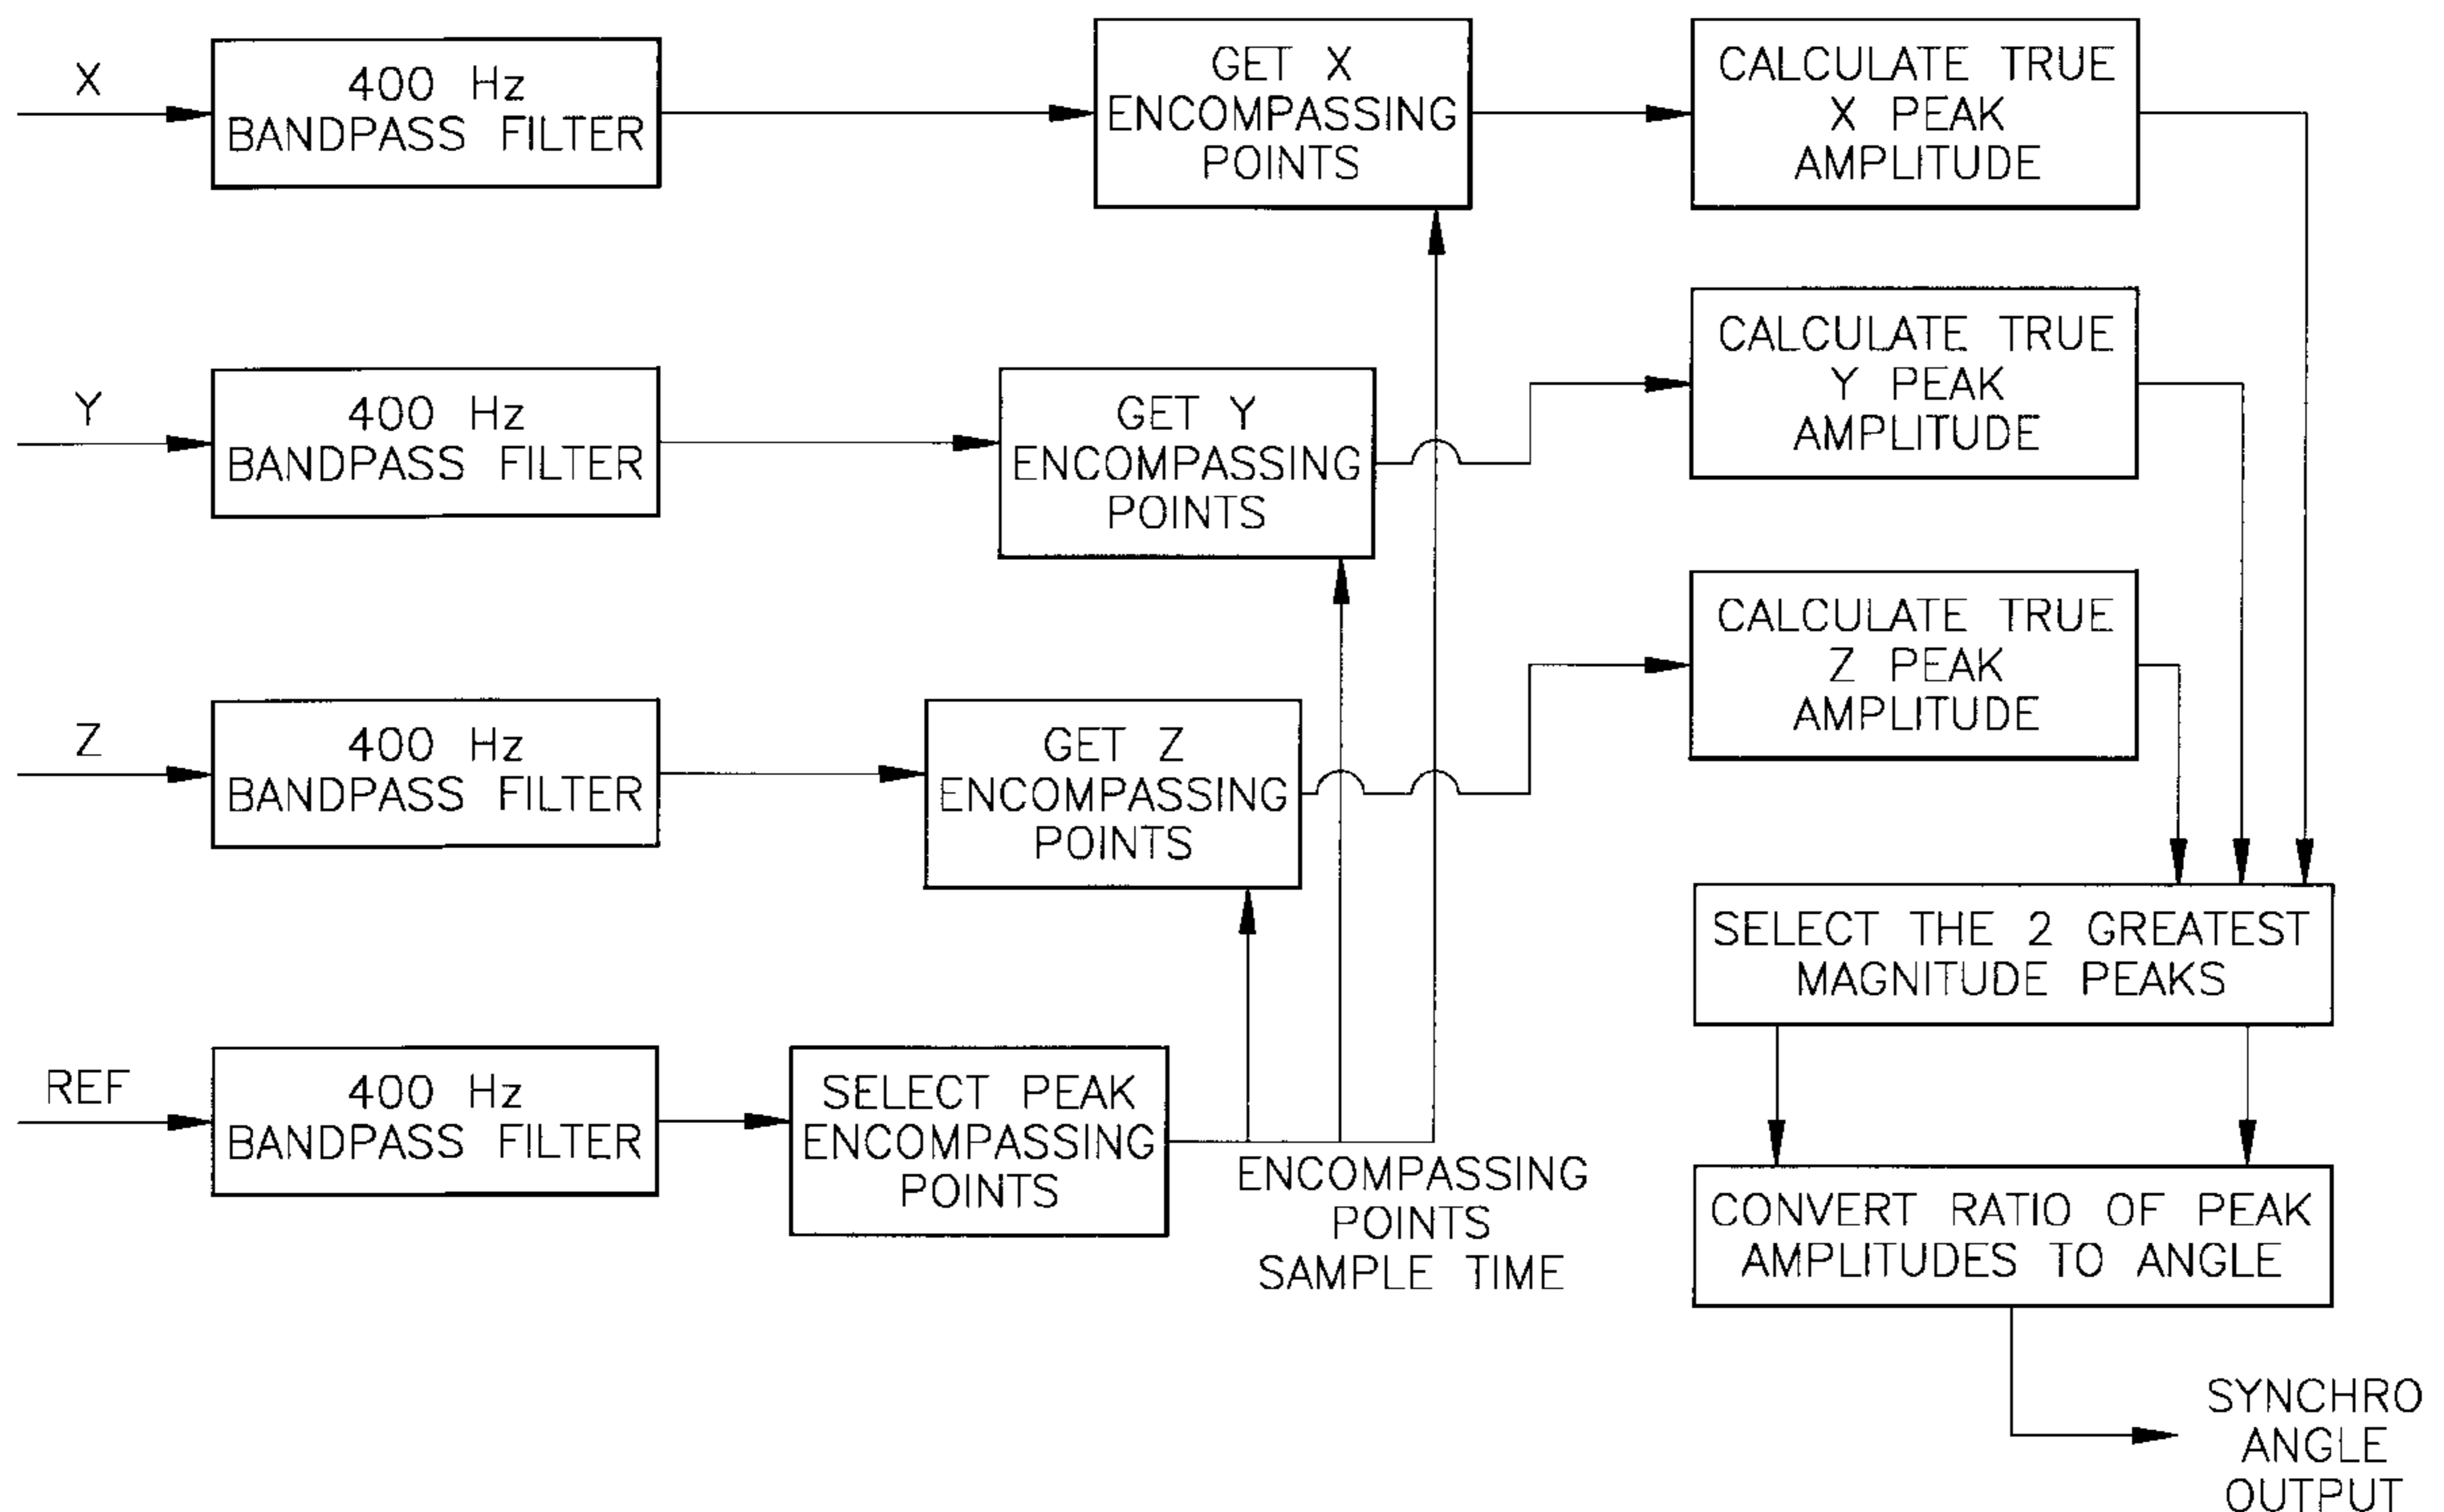 X
400 Hz
BANDPASS FILTER
GET X
ENCOMPASSING
POINTS
CALCULATE TRUE
X PEAK
AMPLITUDE
Y
400 Hz
BANDPASS FILTER
GET Y
ENCOMPASSING
POINTS
CALCULATE TRUE
Y PEAK
AMPLITUDE
Z
400 Hz
BANDPASS FILTER
GET Z
ENCOMPASSING
POINTS
CALCULATE TRUE
Z PEAK
AMPLITUDE
SELECT THE 2 GREATEST
MAGNITUDE PEAKS
REF
400 Hz
BANDPASS FILTER
SELECT PEAK
ENCOMPASSING
POINTS
ENCOMPASSING
POINTS
SAMPLE TIME
CONVERT RATIO OF PEAK
AMPLITUDES TO ANGLE
SYNCHRO
ANGLE
OUTPUT